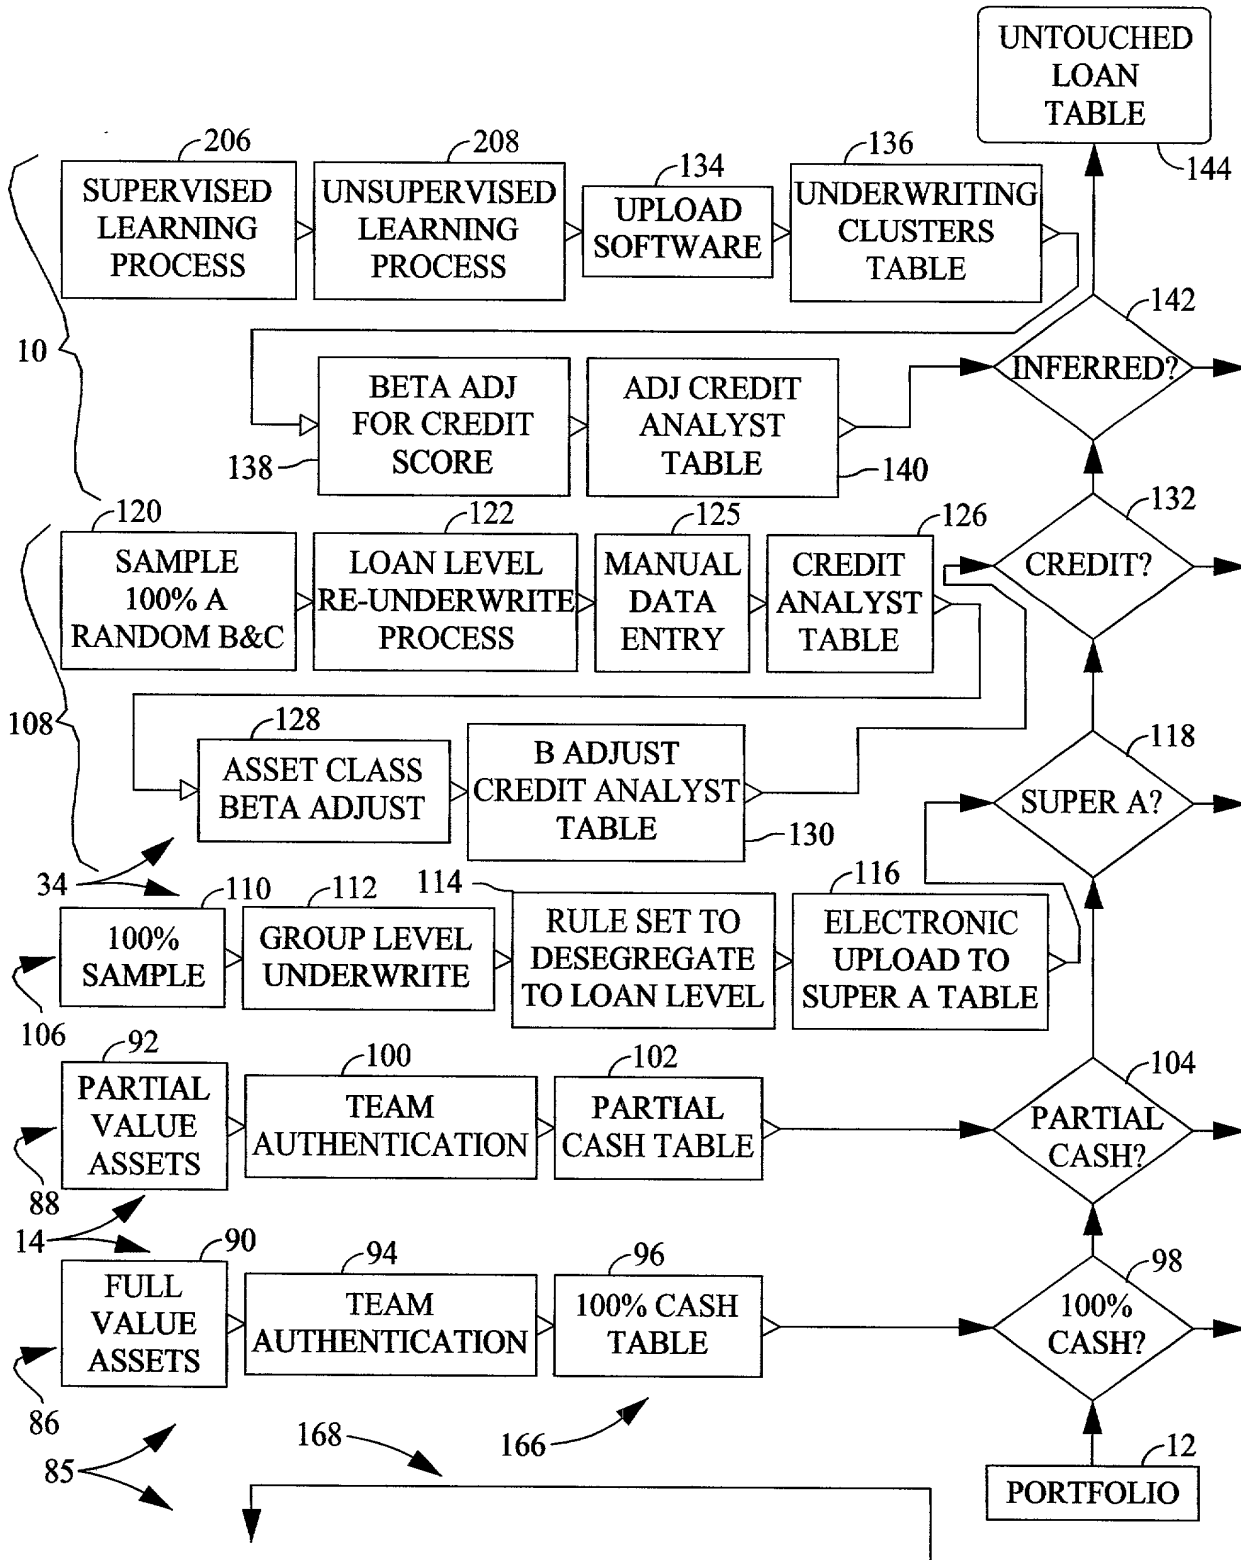 UNTOUCHED
LOAN
TABLE
144
206
208
134
136
SUPERVISED
LEARNING
PROCESS
UNSUPERVISED
LEARNING
PROCESS
UPLOAD
SOFTWARE
UNDERWRITING
CLUSTERS
TABLE
10
142
INFERRED?
BETA ADJ
FOR CREDIT
SCORE
138
ADJ CREDIT
ANALYST
TABLE
140
120
122
125
126
132
SAMPLE
100% A
RANDOM B&C
LOAN LEVEL
RE-UNDERWRITE
PROCESS
MANUAL
DATA
ENTRY
CREDIT
ANALYST
TABLE
CREDIT?
108
128
ASSET CLASS
BETA ADJUST
B ADJUST
CREDIT ANALYST
TABLE
130
118
SUPER A?
34
110
112
114
116
100%
SAMPLE
GROUP LEVEL
UNDERWRITE
RULE SET TO
DESEGREGATE
TO LOAN LEVEL
ELECTRONIC
UPLOAD TO
SUPER A TABLE
106
92
100
102
104
PARTIAL
VALUE
ASSETS
TEAM
AUTHENTICATION
PARTIAL
CASH TABLE
PARTIAL
CASH?
88
14
90
94
96
98
FULL
VALUE
ASSETS
TEAM
AUTHENTICATION
100% CASH
TABLE
100%
CASH?
86
85
168
166
12
PORTFOLIO